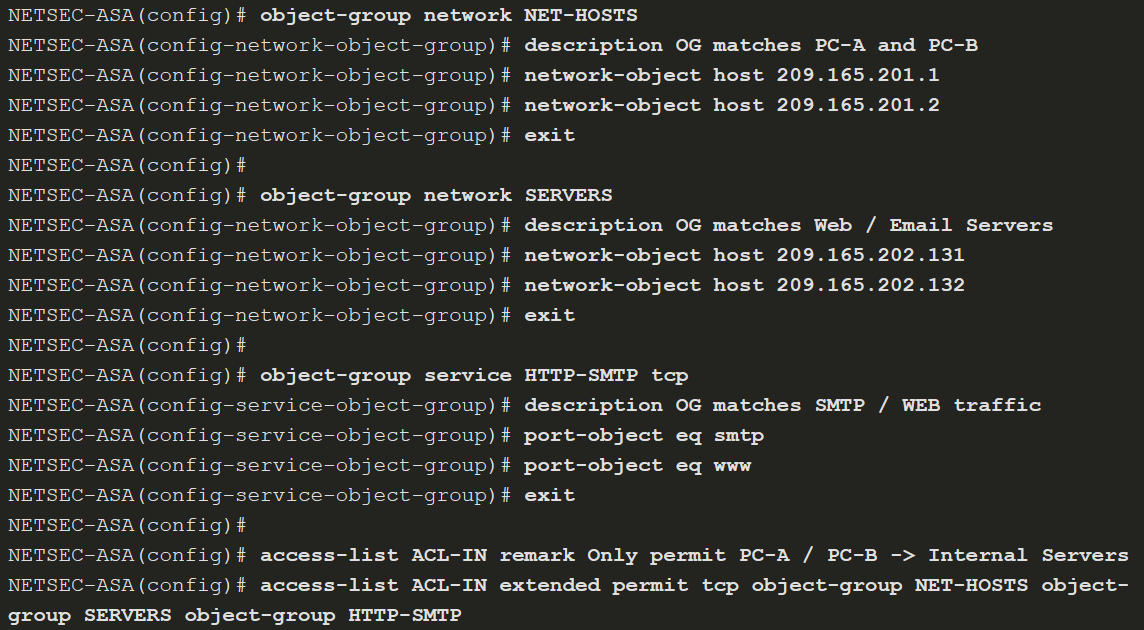 NETSEC-ASA(config)# object-group network NET-HOSTS
NETSEC-ASA(config-network-object-group)# description OG matches PC-A and PC-B
NETSEC-ASA(config-network-object-group)# network-object host 209.165.201.1
NETSEC-ASA(config-network-object-group)# network-object host 209.165.201.2
NETSEC-ASA(config-network-object-group)# exit
NETSEC-ASA(config)#
NETSEC-ASA(config)# object-group network SERVERS
NETSEC-ASA(config-network-object-group)# description OG matches Web / Email Servers
NETSEC-ASA(config-network-object-group)# network-object host 209.165.202.131
NETSEC-ASA(config-network-object-group)# network-object host 209.165.202.132
NETSEC-ASA(config-network-object-group)# exit
NETSEC-ASA(config)#
NETSEC-ASA(config)# object-group service HTTP-SMTP tcp
NETSEC-ASA(config-service-object-group)# description OG matches SMTP / WEB traffic
NETSEC-ASA(config-service-object-group)# port-object eq smtp
NETSEC-ASA(config-service-object-group)# port-object eq www
NETSEC-ASA(config-service-object-group)# exit
NETSEC-ASA(config)#
NETSEC-ASA(config)# access-list ACL-IN remark Only permit PC-A / PC-B -> Internal Servers
NETSEC-ASA(config)# access-list ACL-IN extended permit tcp object-group NET-HOSTS object-
group SERVERS object-group HTTP-SMTP